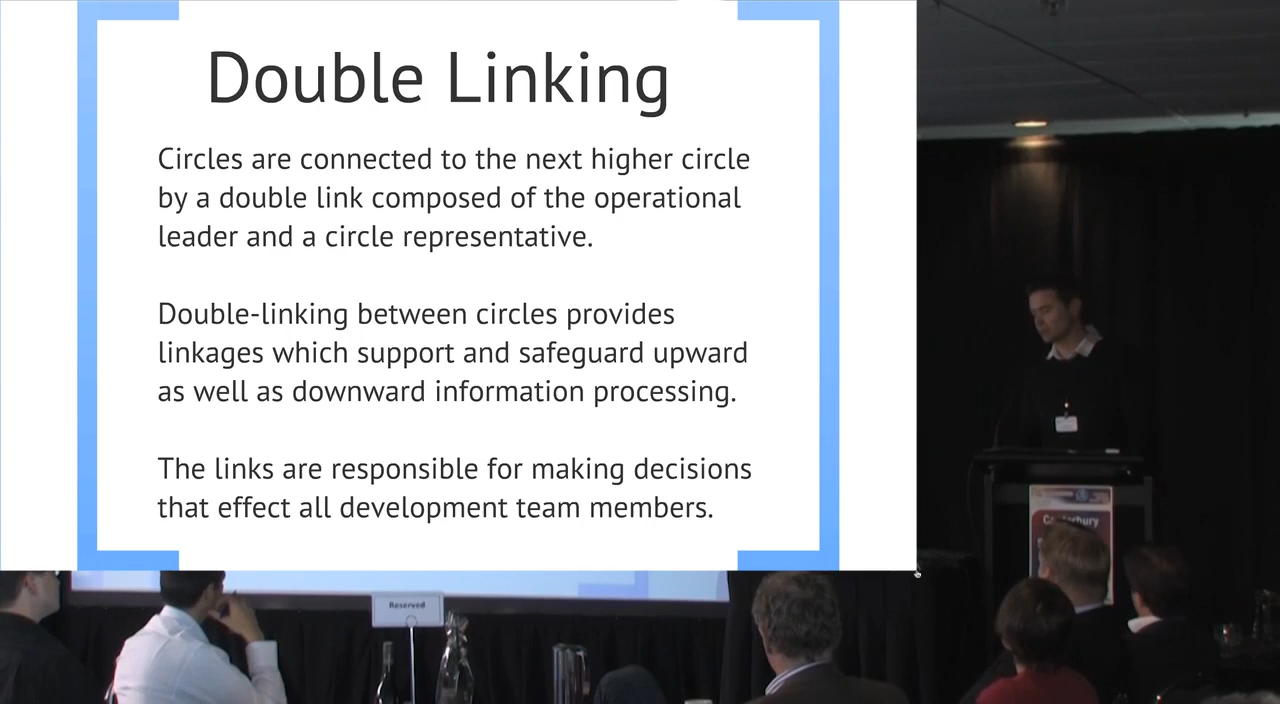 Double Linking
Circles are connected to the next higher circle
by a double link composed of the operational
leader and a circle representative.
Double-linking between circles provides
linkages which support and safeguard upward
as well as downward information processing.
The links are responsible for making decisions
that effect all development team members.
Reserved